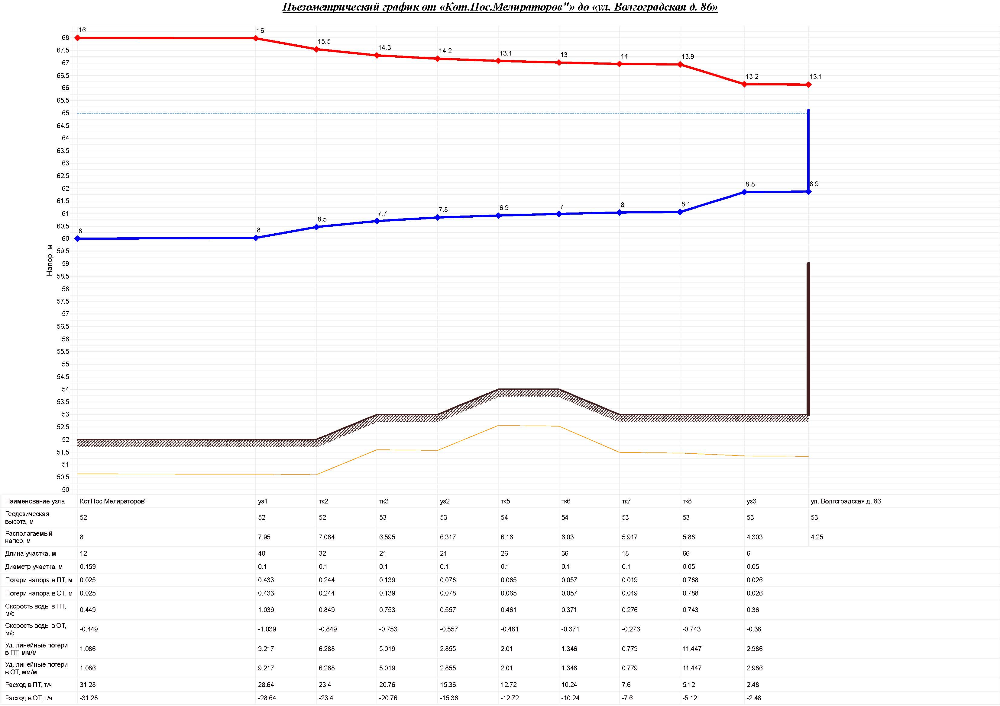 Пьезометрический график от «Кот.Пос.Мелираторов"» до «ул. Волгоградская д. 86»
16
16
15.5
14.3
14.2
13.1
13
14
13.9
13.2
13.1
8
8
8.5
7.7
7.8
6.9
7
8
8.1
8.8
8.9
Напор, м
68
67.5
67
66.5
66
65.5
65
64.5
64
63.5
63
62.5
62
61.5
61
60.5
60
59.5
59
58.5
58
57.5
57
56.5
56
55.5
55
54.5
54
53.5
53
52.5
52
51.5
51
50.5
50
Наименование узла Кот.Пос.Мелираторов" уз1 тк2 тк3 уз2 тк5 тк6 тк7 тк8 уз3 ул. Волгоградская д. 86
Геодезическая
высота, м 52 52 52 53 53 54 54 53 53 53 53
Располагаемый
напор, м 8 7.95 7.084 6.595 6.317 6.16 6.03 5.917 5.88 4.303 4.25
Длина участка, м 12 40 32 21 21 26 36 18 66 6
Диаметр участка, м 0.159 0.1 0.1 0.1 0.1 0.1 0.1 0.1 0.05 0.05
Потери напора в ПТ, м 0.025 0.433 0.244 0.139 0.078 0.065 0.057 0.019 0.788 0.026
Потери напора в ОТ, м 0.025 0.433 0.244 0.139 0.078 0.065 0.057 0.019 0.788 0.026
Скорость воды в ПТ,
м/с 0.449 1.039 0.849 0.753 0.557 0.461 0.371 0.276 0.743 0.36
Скорость воды в ОТ,
м/с -0.449 -1.039 -0.849 -0.753 -0.557 -0.461 -0.371 -0.276 -0.743 -0.36
Уд. линейные потери
в ПТ, мм/м 1.086 9.217 6.288 5.019 2.855 2.01 1.346 0.779 11.447 2.986
Уд. линейные потери
в ОТ, мм/м 1.086 9.217 6.288 5.019 2.855 2.01 1.346 0.779 11.447 2.986
Расход в ПТ, т/ч 31.28 28.64 23.4 20.76 15.36 12.72 10.24 7.6 5.12 2.48
Расход в ОТ, т/ч -31.28 -28.64 -23.4 -20.76 -15.36 -12.72 -10.24 -7.6 -5.12 -2.48